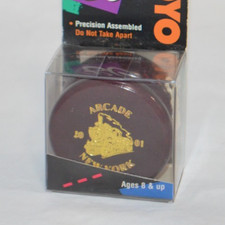 YO
• Precision Assembled
Do Not Take Apart
ARCADE
20 01
NEW YORK
Ages 8 & up